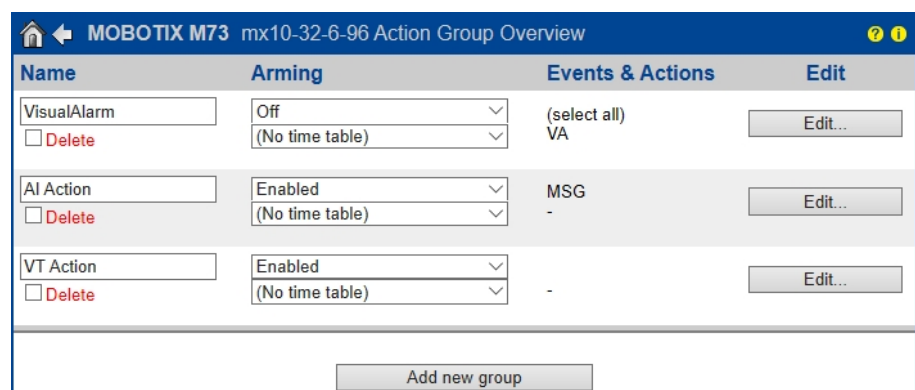 MOBOTIX M73 mx10-32-6-96 Action Group Overview ? i
Name Arming Events & Actions Edit
VisualAlarm Off (select all) Edit...
Delete (No time table) VA
AI Action Enabled MSG Edit...
Delete (No time table) -
VT Action Enabled Edit...
Delete (No time table) -
Add new group